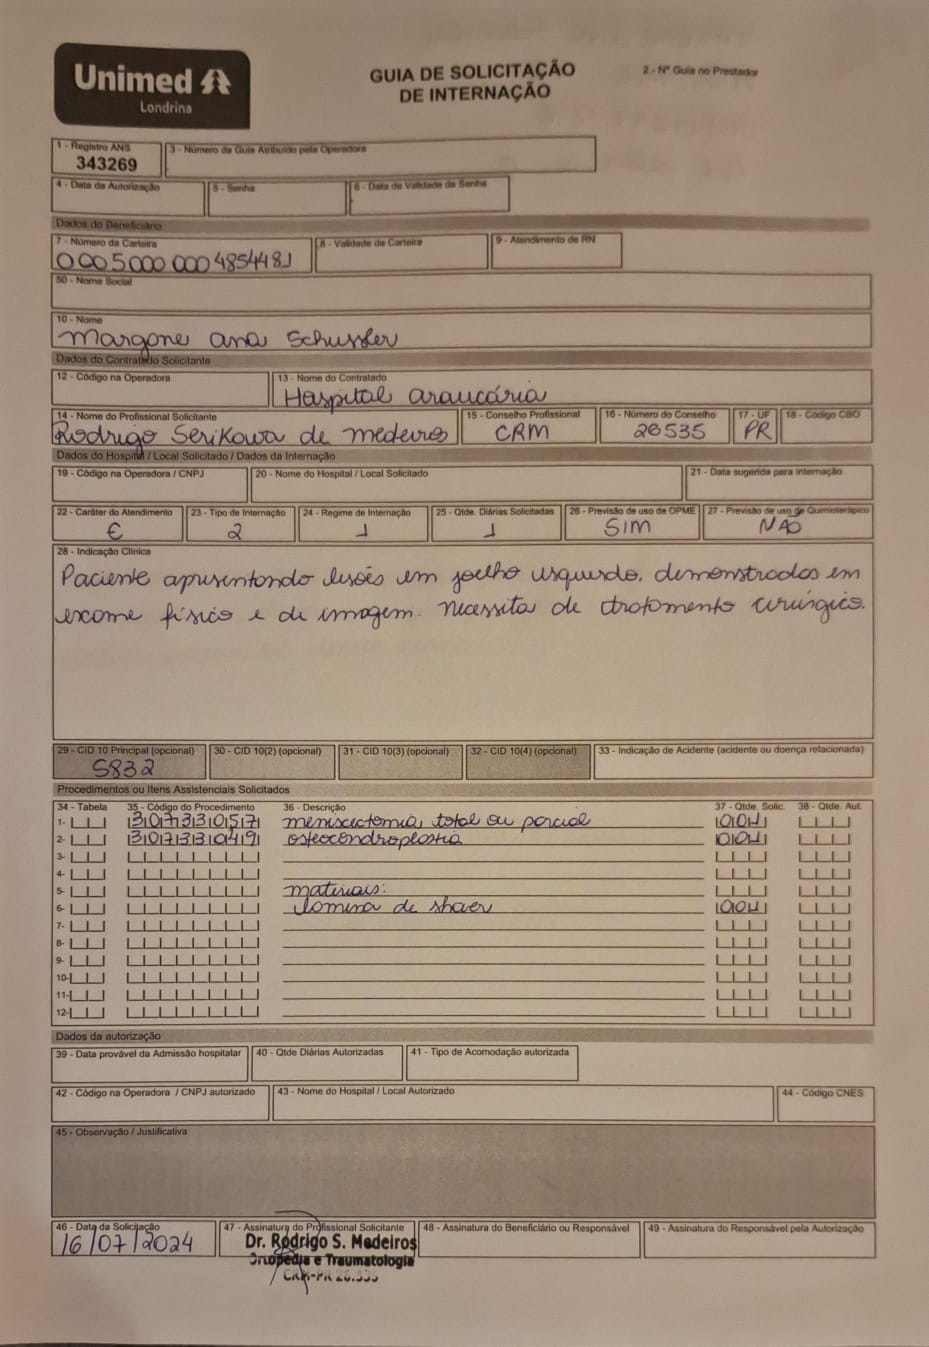 Unimed
Londrina
GUIA DE SOLICITAÇÃO
DE INTERNAÇÃO
2 - Nº Guia no Prestador
1 - Registro ANS
343269
3 - Número da Guia Atribuído pela Operadora
4 - Data da Autorização
5 - Senha
6 - Data de Validade da Senha
Dados do Beneficiário
7 - Número da Carteira
00050000004854481
8 - Validade da Carteira
9 - Atendimento de RN
50 - Nome Social
10 - Nome
Margone Ana Schussler
Dados do Contratado Solicitante
12 - Código na Operadora
13 - Nome do Contratado
Hospital Araucária
14 - Nome do Profissional Solicitante
Rodrigo Serikawa de Medeiros
15 - Conselho Profissional
CRM
16 - Número do Conselho
26535
17 - UF
PR
18 - Código CBO
Dados do Hospital / Local Solicitado / Dados da Internação
19 - Código na Operadora / CNPJ
20 - Nome do Hospital / Local Solicitado
21 - Data sugerida para internação
22 - Caráter do Atendimento
E
23 - Tipo de Internação
2
24 - Regime de Internação
1
25 - Qtde. Diárias Solicitadas
1
26 - Previsão de uso de OPME
SIM
27 - Previsão de uso de Quimioterápico
NÃO
28 - Indicação Clínica
Paciente apresentando lesões em joelho esquerdo, demonstrados em
exame físico e de imagem. Necessita de tratamento cirúrgico.
29 - CID 10 Principal (opcional)
S832
30 - CID 10(2) (opcional)
31 - CID 10(3) (opcional)
32 - CID 10(4) (opcional)
33 - Indicação de Acidente (acidente ou doença relacionada)
Procedimentos ou Itens Assistenciais Solicitados
34 - Tabela 35 - Código do Procedimento 36 - Descrição 37 - Qtde. Solic. 38 - Qtde. Aut.
1- 30733057 meniscectomia total ou parcial 001
2- 30733049 osteocondroplastia 001
3-
4-
5- materiais:
6- Lamina de shaver 001
7-
8-
9-
10-
11-
12-
Dados da autorização
39 - Data provável da Admissão hospitalar
40 - Qtde Diárias Autorizadas
41 - Tipo de Acomodação autorizada
42 - Código na Operadora / CNPJ autorizado
43 - Nome do Hospital / Local Autorizado
44 - Código CNES
45 - Observação / Justificativa
46 - Data da Solicitação
16/07/2024
47 - Assinatura do Profissional Solicitante
Dr. Rodrigo S. Medeiros
Ortopedia e Traumatologia
CRM-PR 26.535
48 - Assinatura do Beneficiário ou Responsável
49 - Assinatura do Responsável pela Autorização